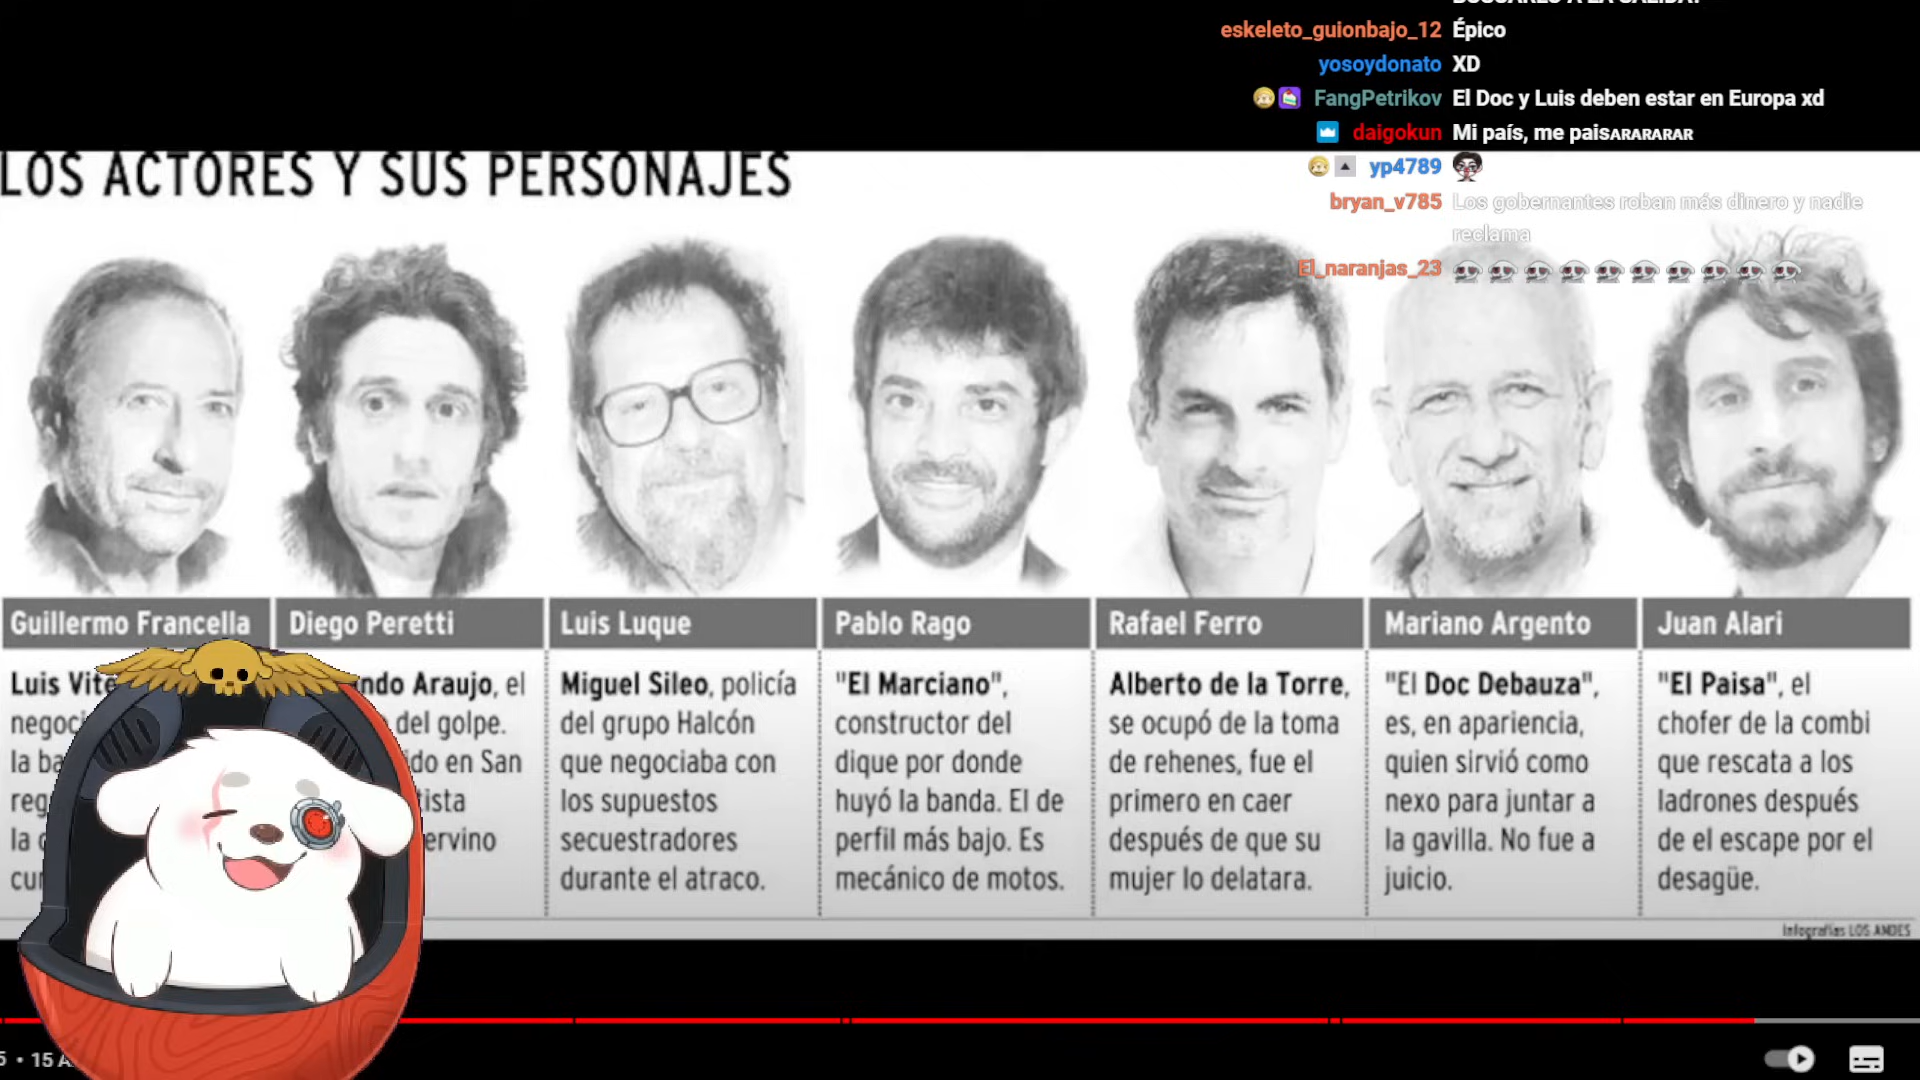 eskeleto_guionbajo_12 Épico
yosoydonato XD
FangPetrikov El Doc y Luis deben estar en Europa xd
daigokun Mi país, me paisARARARAR
yp4789
bryan_v785 Los gobernantes roban más dinero y nadie
reclama
El_naranjas_23
LOS ACTORES Y SUS PERSONAJES
Guillermo Francella
Luis Vite
negoci
la ba
reg
la
cu
Diego Peretti
ndo Araujo, el
del golpe.
do en San
tista
ervino
Luis Luque
Miguel Sileo, policía
del grupo Halcón
que negociaba con
los supuestos
secuestradores
durante el atraco.
Pablo Rago
"El Marciano",
constructor del
dique por donde
huyó la banda. El de
perfil más bajo. Es
mecánico de motos.
Rafael Ferro
Alberto de la Torre,
se ocupó de la toma
de rehenes, fue el
primero en caer
después de que su
mujer lo delatara.
Mariano Argento
"El Doc Debauza",
es, en apariencia,
quien sirvió como
nexo para juntar a
la gavilla. No fue a
juicio.
Juan Alari
"El Paisa", el
chofer de la combi
que rescata a los
ladrones después
de el escape por el
desagüe.
Infografías LOS ANDES
5 • 15 A